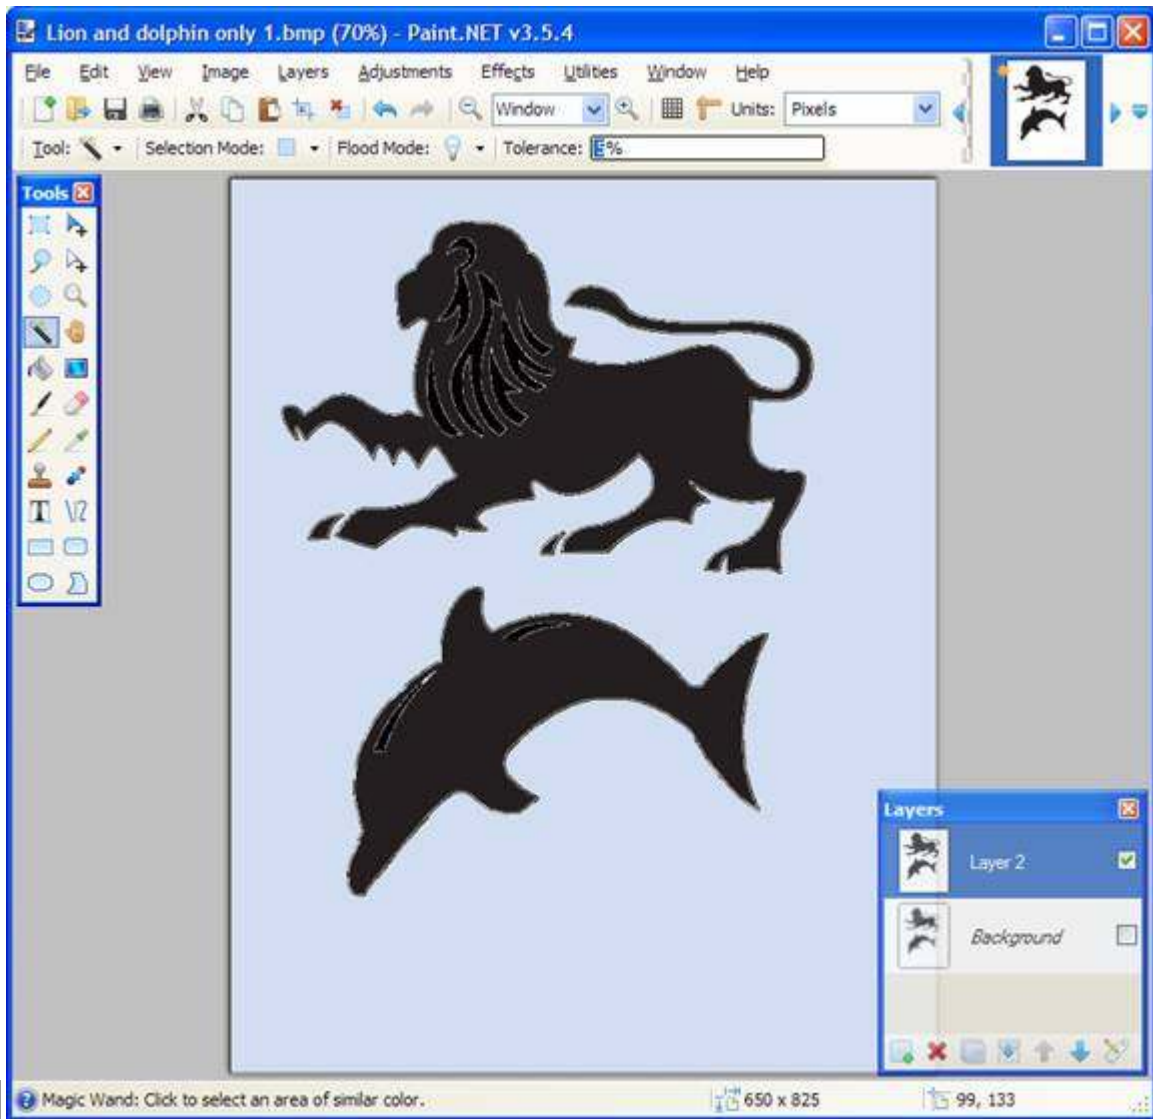 Lion and dolphin only 1.bmp (70%) - Paint.NET v3.5.4
File Edit View Image Layers Adjustments Effects Utilities Window Help
Window Units: Pixels
Tool: Selection Mode: Flood Mode: Tolerance: 5%
Tools
Layers
Layer 2
Background
Magic Wand: Click to select an area of similar color. 650 x 825 99, 133